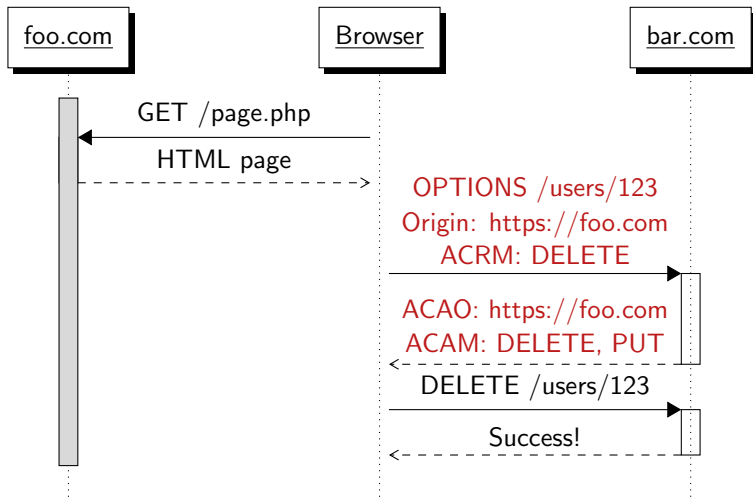 foo.com
Browser
bar.com
GET /page.php
HTML page
OPTIONS /users/123
Origin: https://foo.com
ACRM: DELETE
ACAO: https://foo.com
ACAM: DELETE, PUT
DELETE /users/123
Success!